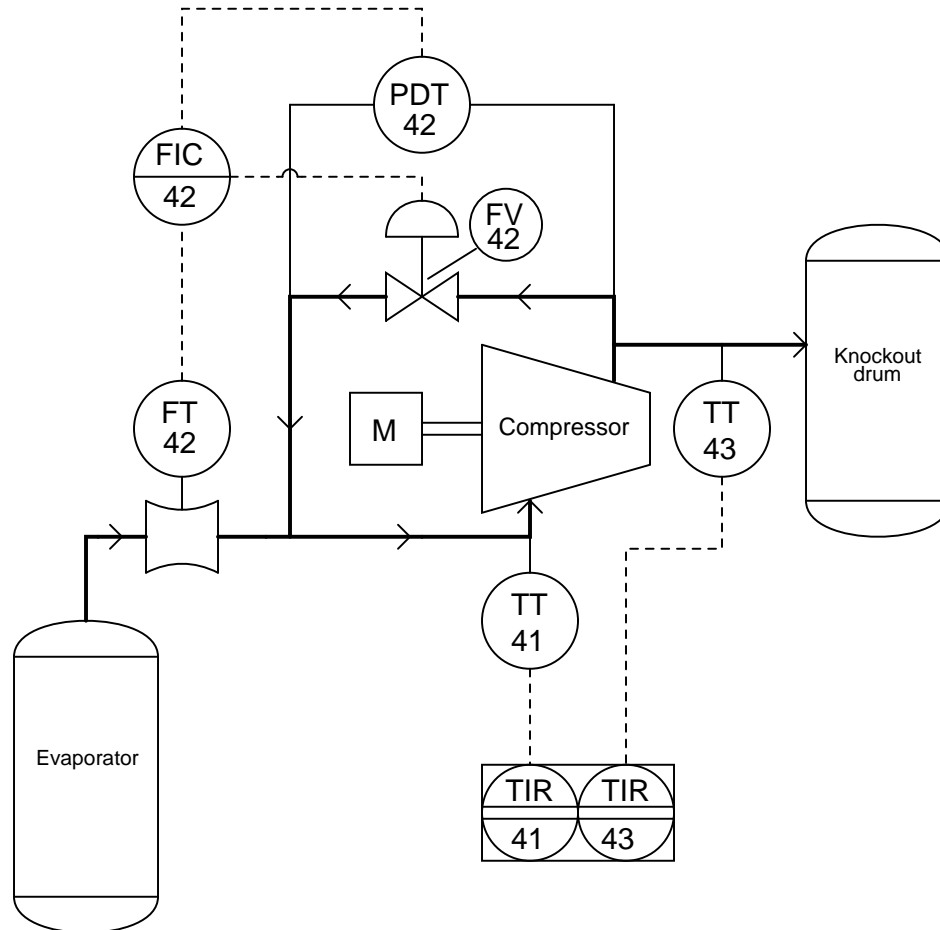 PDT
42
FIC
42
FV
42
FT
42
M
Compressor
TT
43
Knockout
drum
TT
41
Evaporator
TIR
41
TIR
43